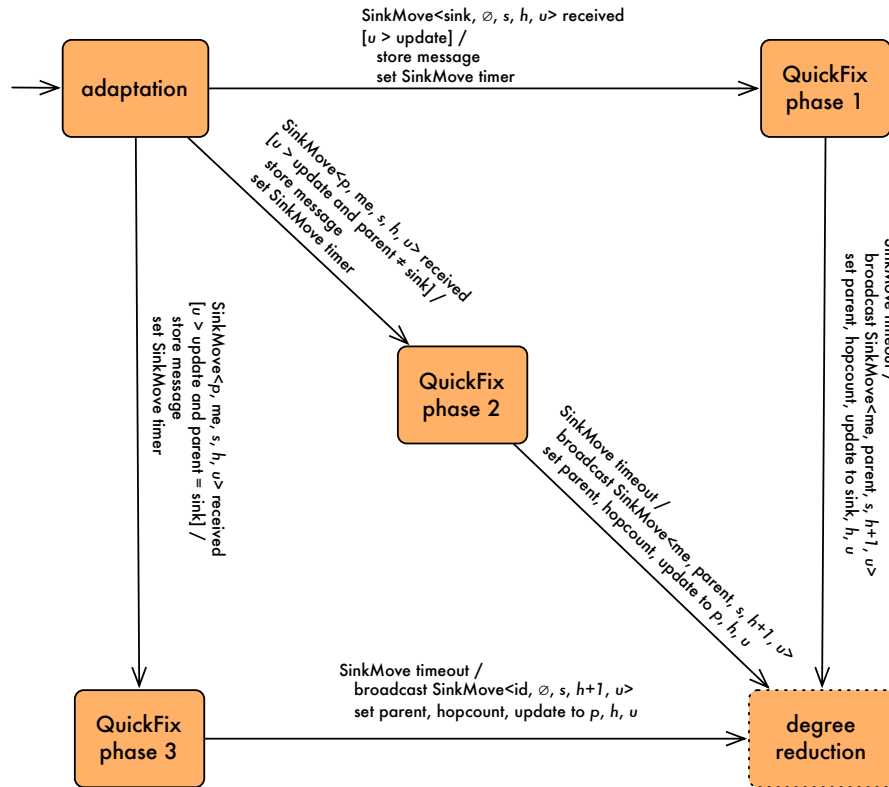 SinkMove<sink, ∅, s, h, u> received
[u > update] /
store message
set SinkMove timer
adaptation
QuickFix
phase 1
SinkMove<p, me, s, h, u> received
[u > update and parent ≠ sink] /
store message
set SinkMove timer
SinkMove timeout /
broadcast SinkMove<me, parent, s, h+1, u>
set parent, hopcount, update to sink, h, u
SinkMove<p, me, s, h, u> received
[u > update and parent = sink] /
store message
set SinkMove timer
QuickFix
phase 2
SinkMove timeout /
broadcast SinkMove<me, parent, s, h+1, u>
set parent, hopcount, update to p, h, u
SinkMove timeout /
broadcast SinkMove<id, ∅, s, h+1, u>
set parent, hopcount, update to p, h, u
QuickFix
phase 3
degree
reduction